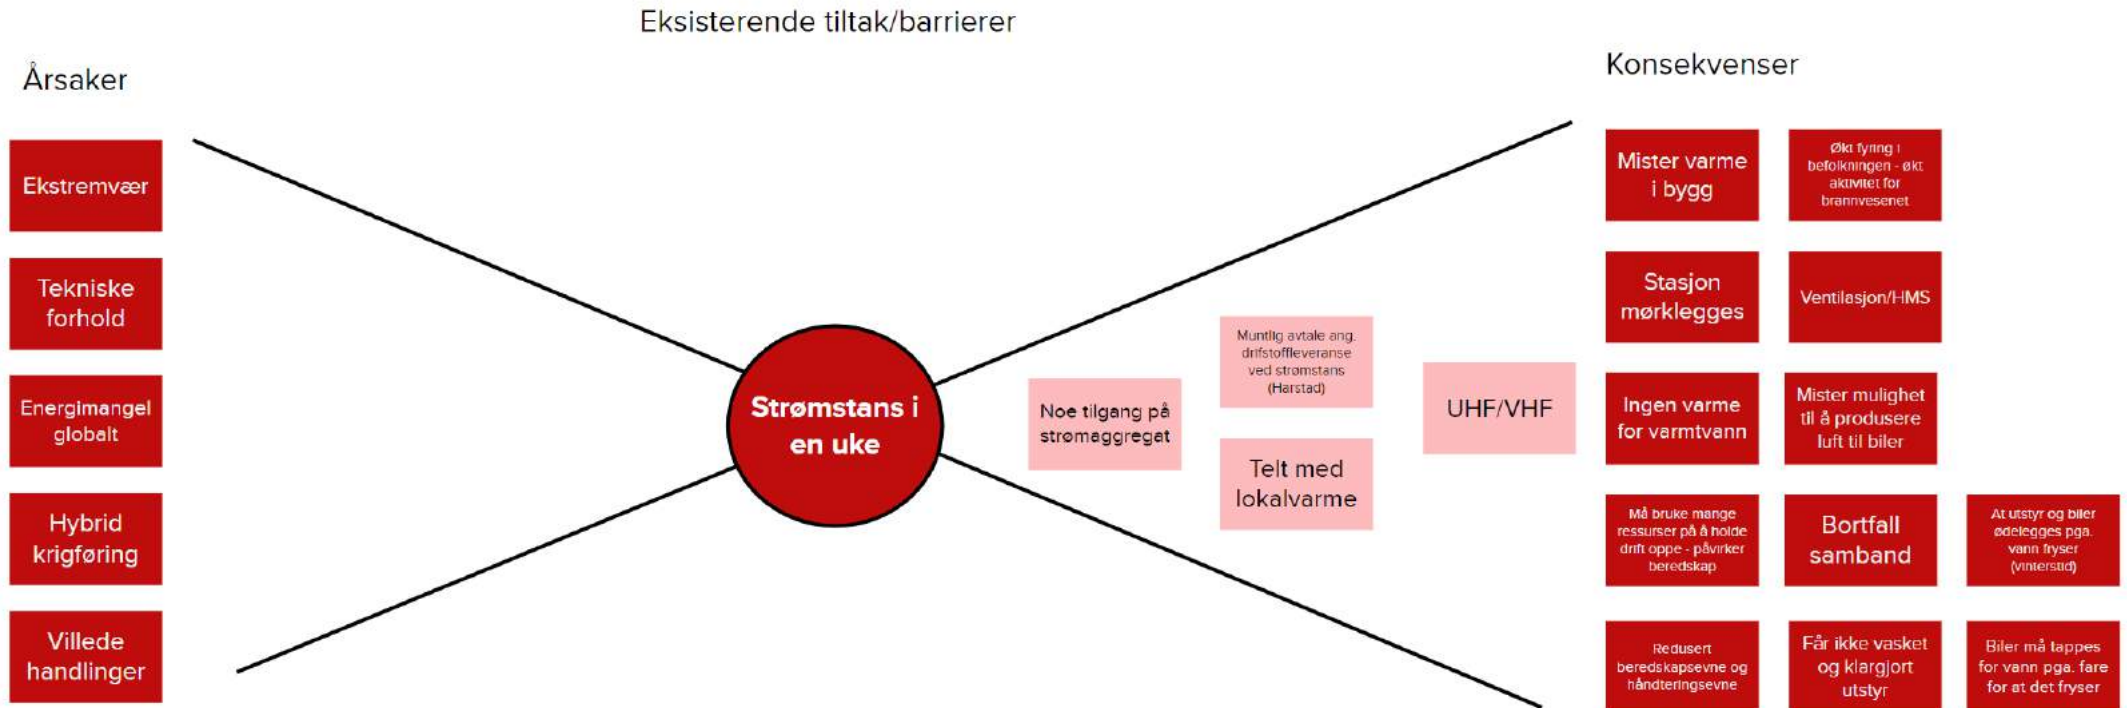 Eksisterende tiltak/barrierer
Årsaker
Ekstremvær
Tekniske
forhold
Energimangel
globalt
Hybrid
krigføring
Villede
handlinger
Strømstans i
en uke
Noe tilgang på
strømaggregat
Muntlig avtale ang.
drifstoffleveranse
ved strømstans
(Harstad)
Telt med
lokalvarme
UHF/VHF
Konsekvenser
Mister varme
i bygg
Økt fyring i
befolkningen - økt
aktivitet for
brannvesenet
Stasjon
mørklegges
Ventilasjon/HMS
Ingen varme
for varmtvann
Mister mulighet
til å produsere
luft til biler
Må bruke mange
ressurser på å holde
drift oppe - påvirker
beredskap
Bortfall
samband
At utstyr og biler
ødelegges pga.
vann fryser
(vinterstid)
Redusert
beredskapsevne og
håndteringsevne
Får ikke vasket
og klargjort
utstyr
Biler må tappes
for vann pga. fare
for at det fryser